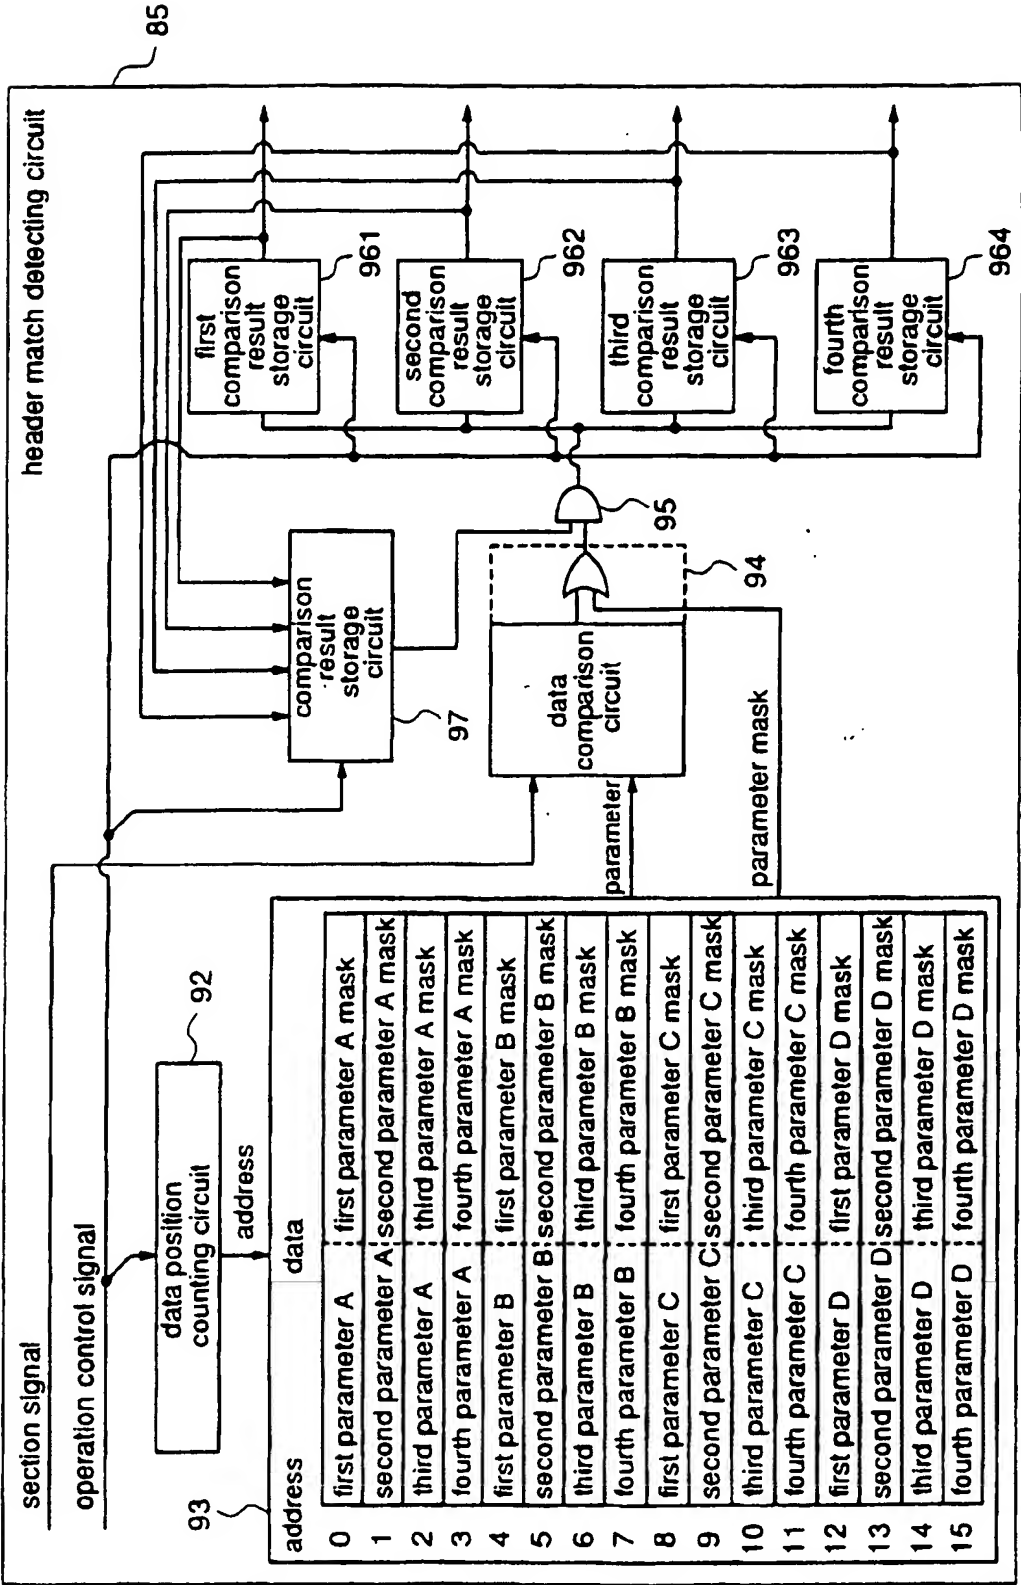 85
header match detecting circuit
section signal
operation control signal
92
data position
counting circuit
address
93
address
data
0 first parameter A first parameter A mask
1 second parameter A second parameter A mask
2 third parameter A third parameter A mask
3 fourth parameter A fourth parameter A mask
4 first parameter B first parameter B mask
5 second parameter B second parameter B mask
6 third parameter B third parameter B mask
7 fourth parameter B fourth parameter B mask
8 first parameter C first parameter C mask
9 second parameter C second parameter C mask
10 third parameter C third parameter C mask
11 fourth parameter C fourth parameter C mask
12 first parameter D first parameter D mask
13 second parameter D second parameter D mask
14 third parameter D third parameter D mask
15 fourth parameter D fourth parameter D mask
parameter
parameter mask
comparison
result
storage
circuit
97
data
comparison
circuit
94
95
first
comparison
result
storage
circuit
961
second
comparison
result
storage
circuit
962
third
comparison
result
storage
circuit
963
fourth
comparison
result
storage
circuit
964